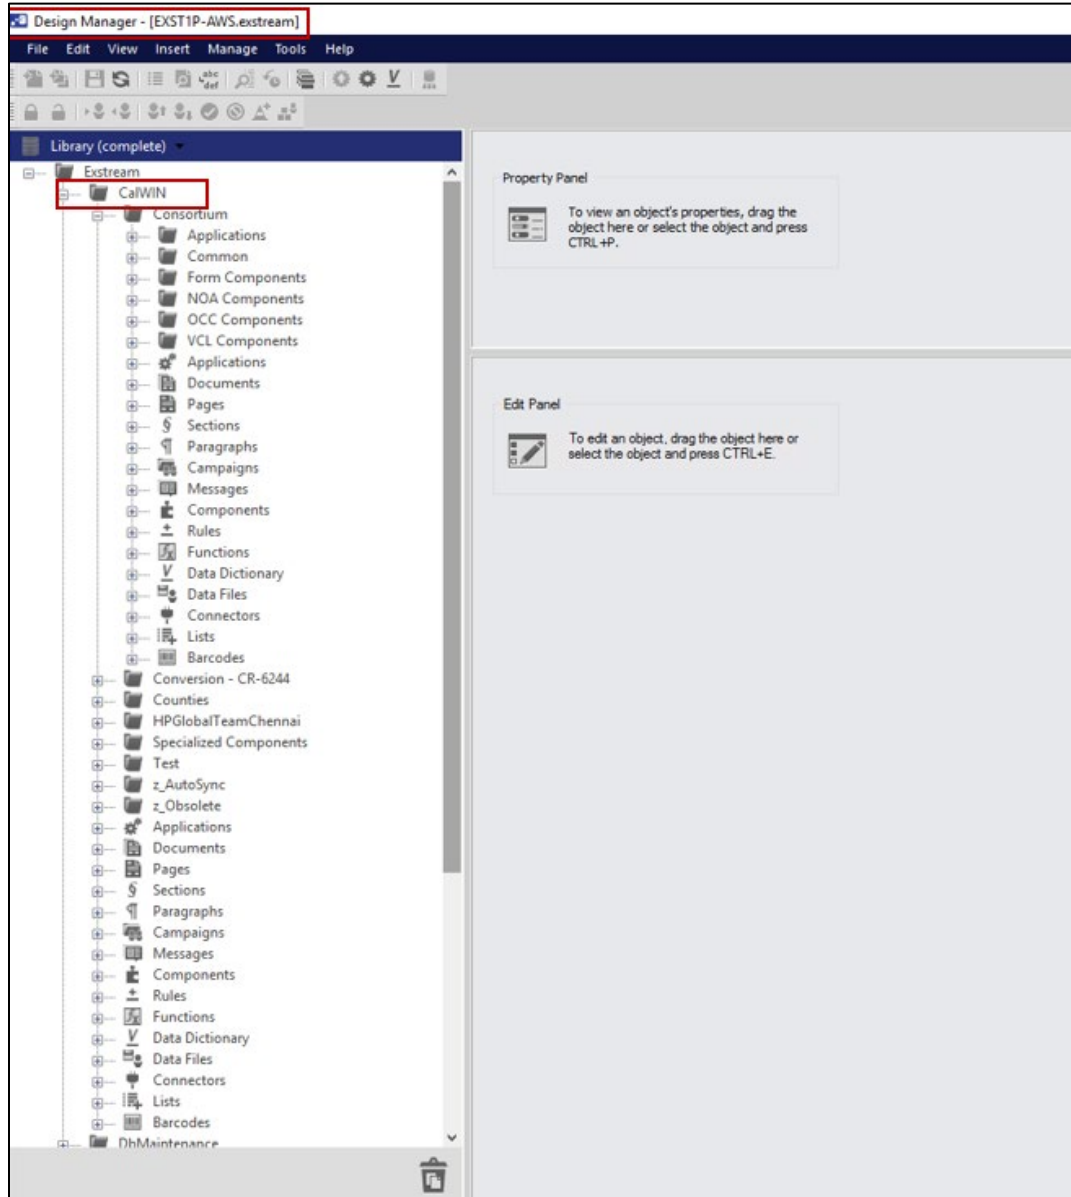 Design Manager - [EXST1P-AWS.exstream]
File Edit View Insert Manage Tools Help
Library (complete)
Exstream
CalWIN
Consortium
Applications
Common
Form Components
NOA Components
OCC Components
VCL Components
Applications
Documents
Pages
Sections
Paragraphs
Campaigns
Messages
Components
Rules
Functions
Data Dictionary
Data Files
Connectors
Lists
Barcodes
Conversion - CR-6244
Counties
HPGlobalTeamChennai
Specialized Components
Test
z_AutoSync
z_Obsolete
Applications
Documents
Pages
Sections
Paragraphs
Campaigns
Messages
Components
Rules
Functions
Data Dictionary
Data Files
Connectors
Lists
Barcodes
DbMaintenance
Property Panel
To view an object's properties, drag the
object here or select the object and press
CTRL+P.
Edit Panel
To edit an object, drag the object here or
select the object and press CTRL+E.